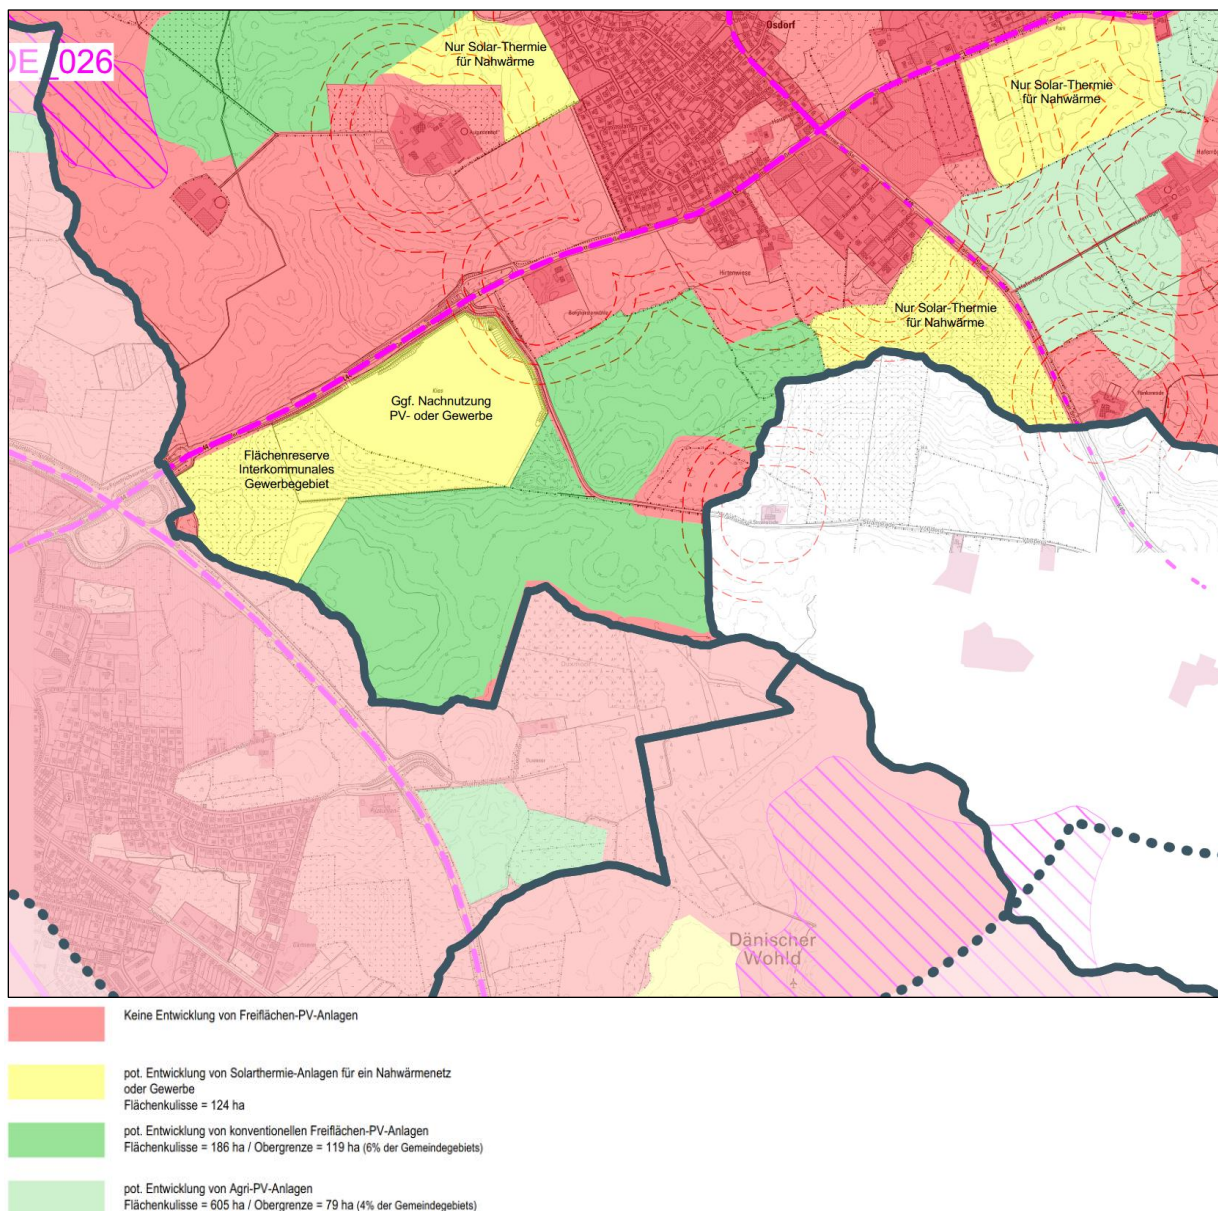 Osdorf
DE_026
Nur Solar-Thermie
für Nahwärme
Nur Solar-Thermie
für Nahwärme
Augustenhof
Hirtenwiese
Nur Solar-Thermie
für Nahwärme
Kies
Ggf. Nachnutzung
PV- oder Gewerbe
Flächenreserve
Interkommunales
Gewerbegebiet
Dänischer
Wohld
Keine Entwicklung von Freiflächen-PV-Anlagen
pot. Entwicklung von Solarthermie-Anlagen für ein Nahwärmenetz
oder Gewerbe
Flächenkulisse = 124 ha
pot. Entwicklung von konventionellen Freiflächen-PV-Anlagen
Flächenkulisse = 186 ha / Obergrenze = 119 ha (6% der Gemeindegebiets)
pot. Entwicklung von Agri-PV-Anlagen
Flächenkulisse = 605 ha / Obergrenze = 79 ha (4% der Gemeindegebiets)